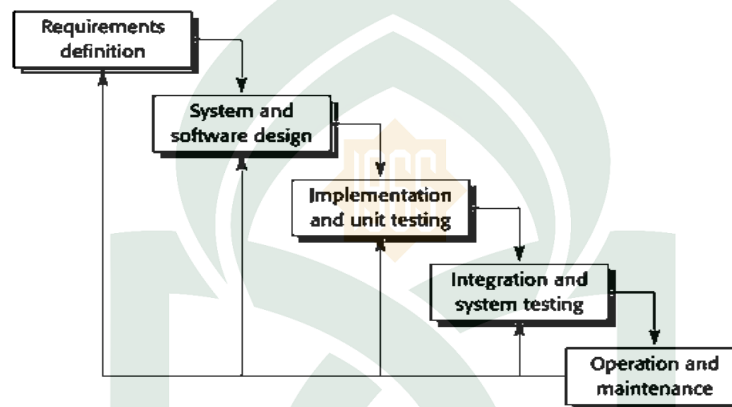 Requirements
definition
System and
software design
Implementation
and unit testing
Integration and
system testing
Operation and
maintenance